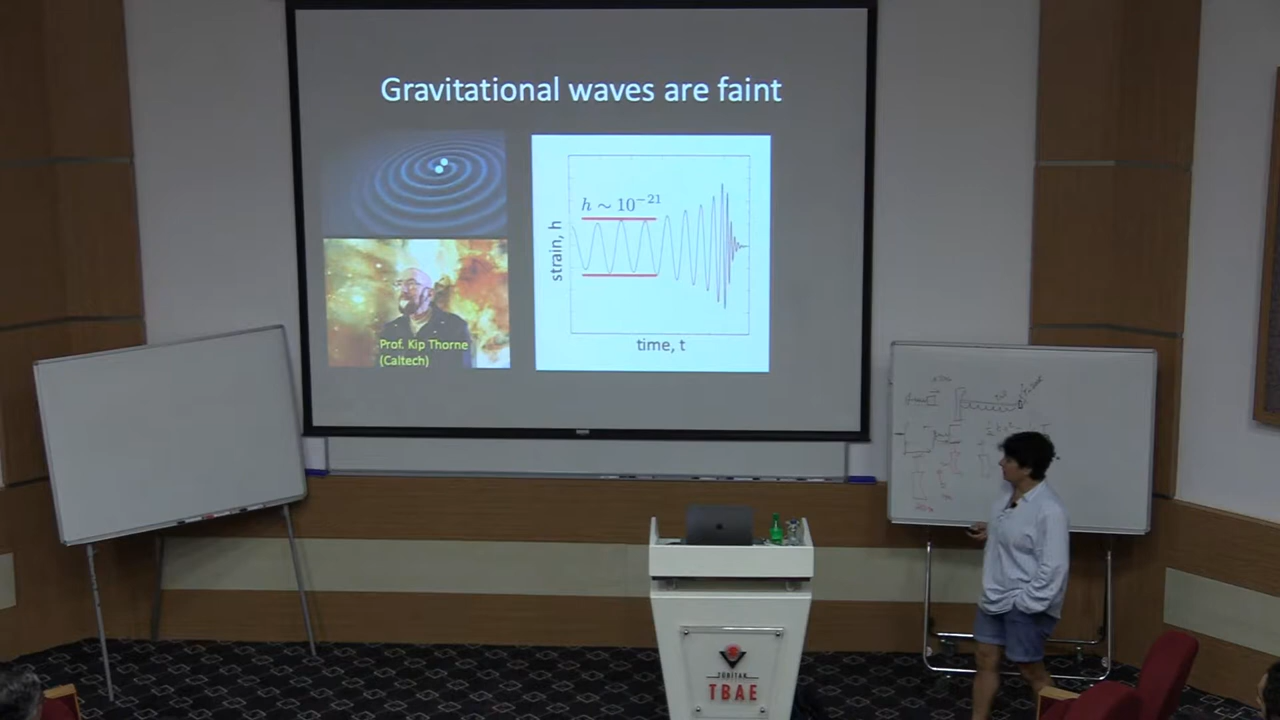 Gravitational waves are faint
h ∼ 10⁻²¹
strain, h
time, t
Prof. Kip Thorne
(Caltech)
TÜBİTAK
TBAE